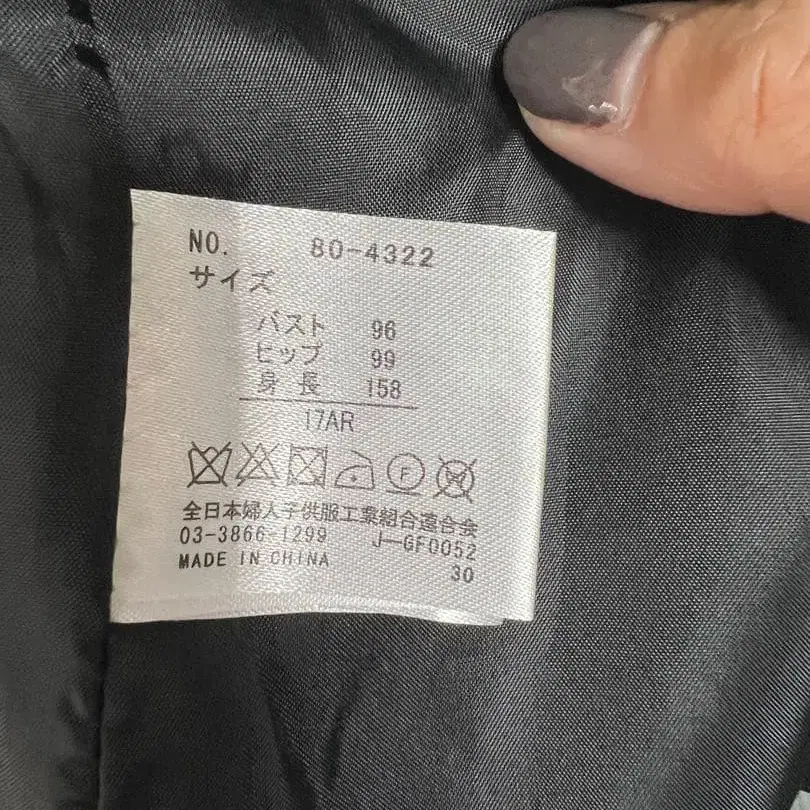 NO. 80-4322
サイズ
バスト 96
ヒップ 99
身長 158
17AR
F W
全日本婦人子供服工業組合連合会
03-3866-1299 J-GF0052
MADE IN CHINA
30